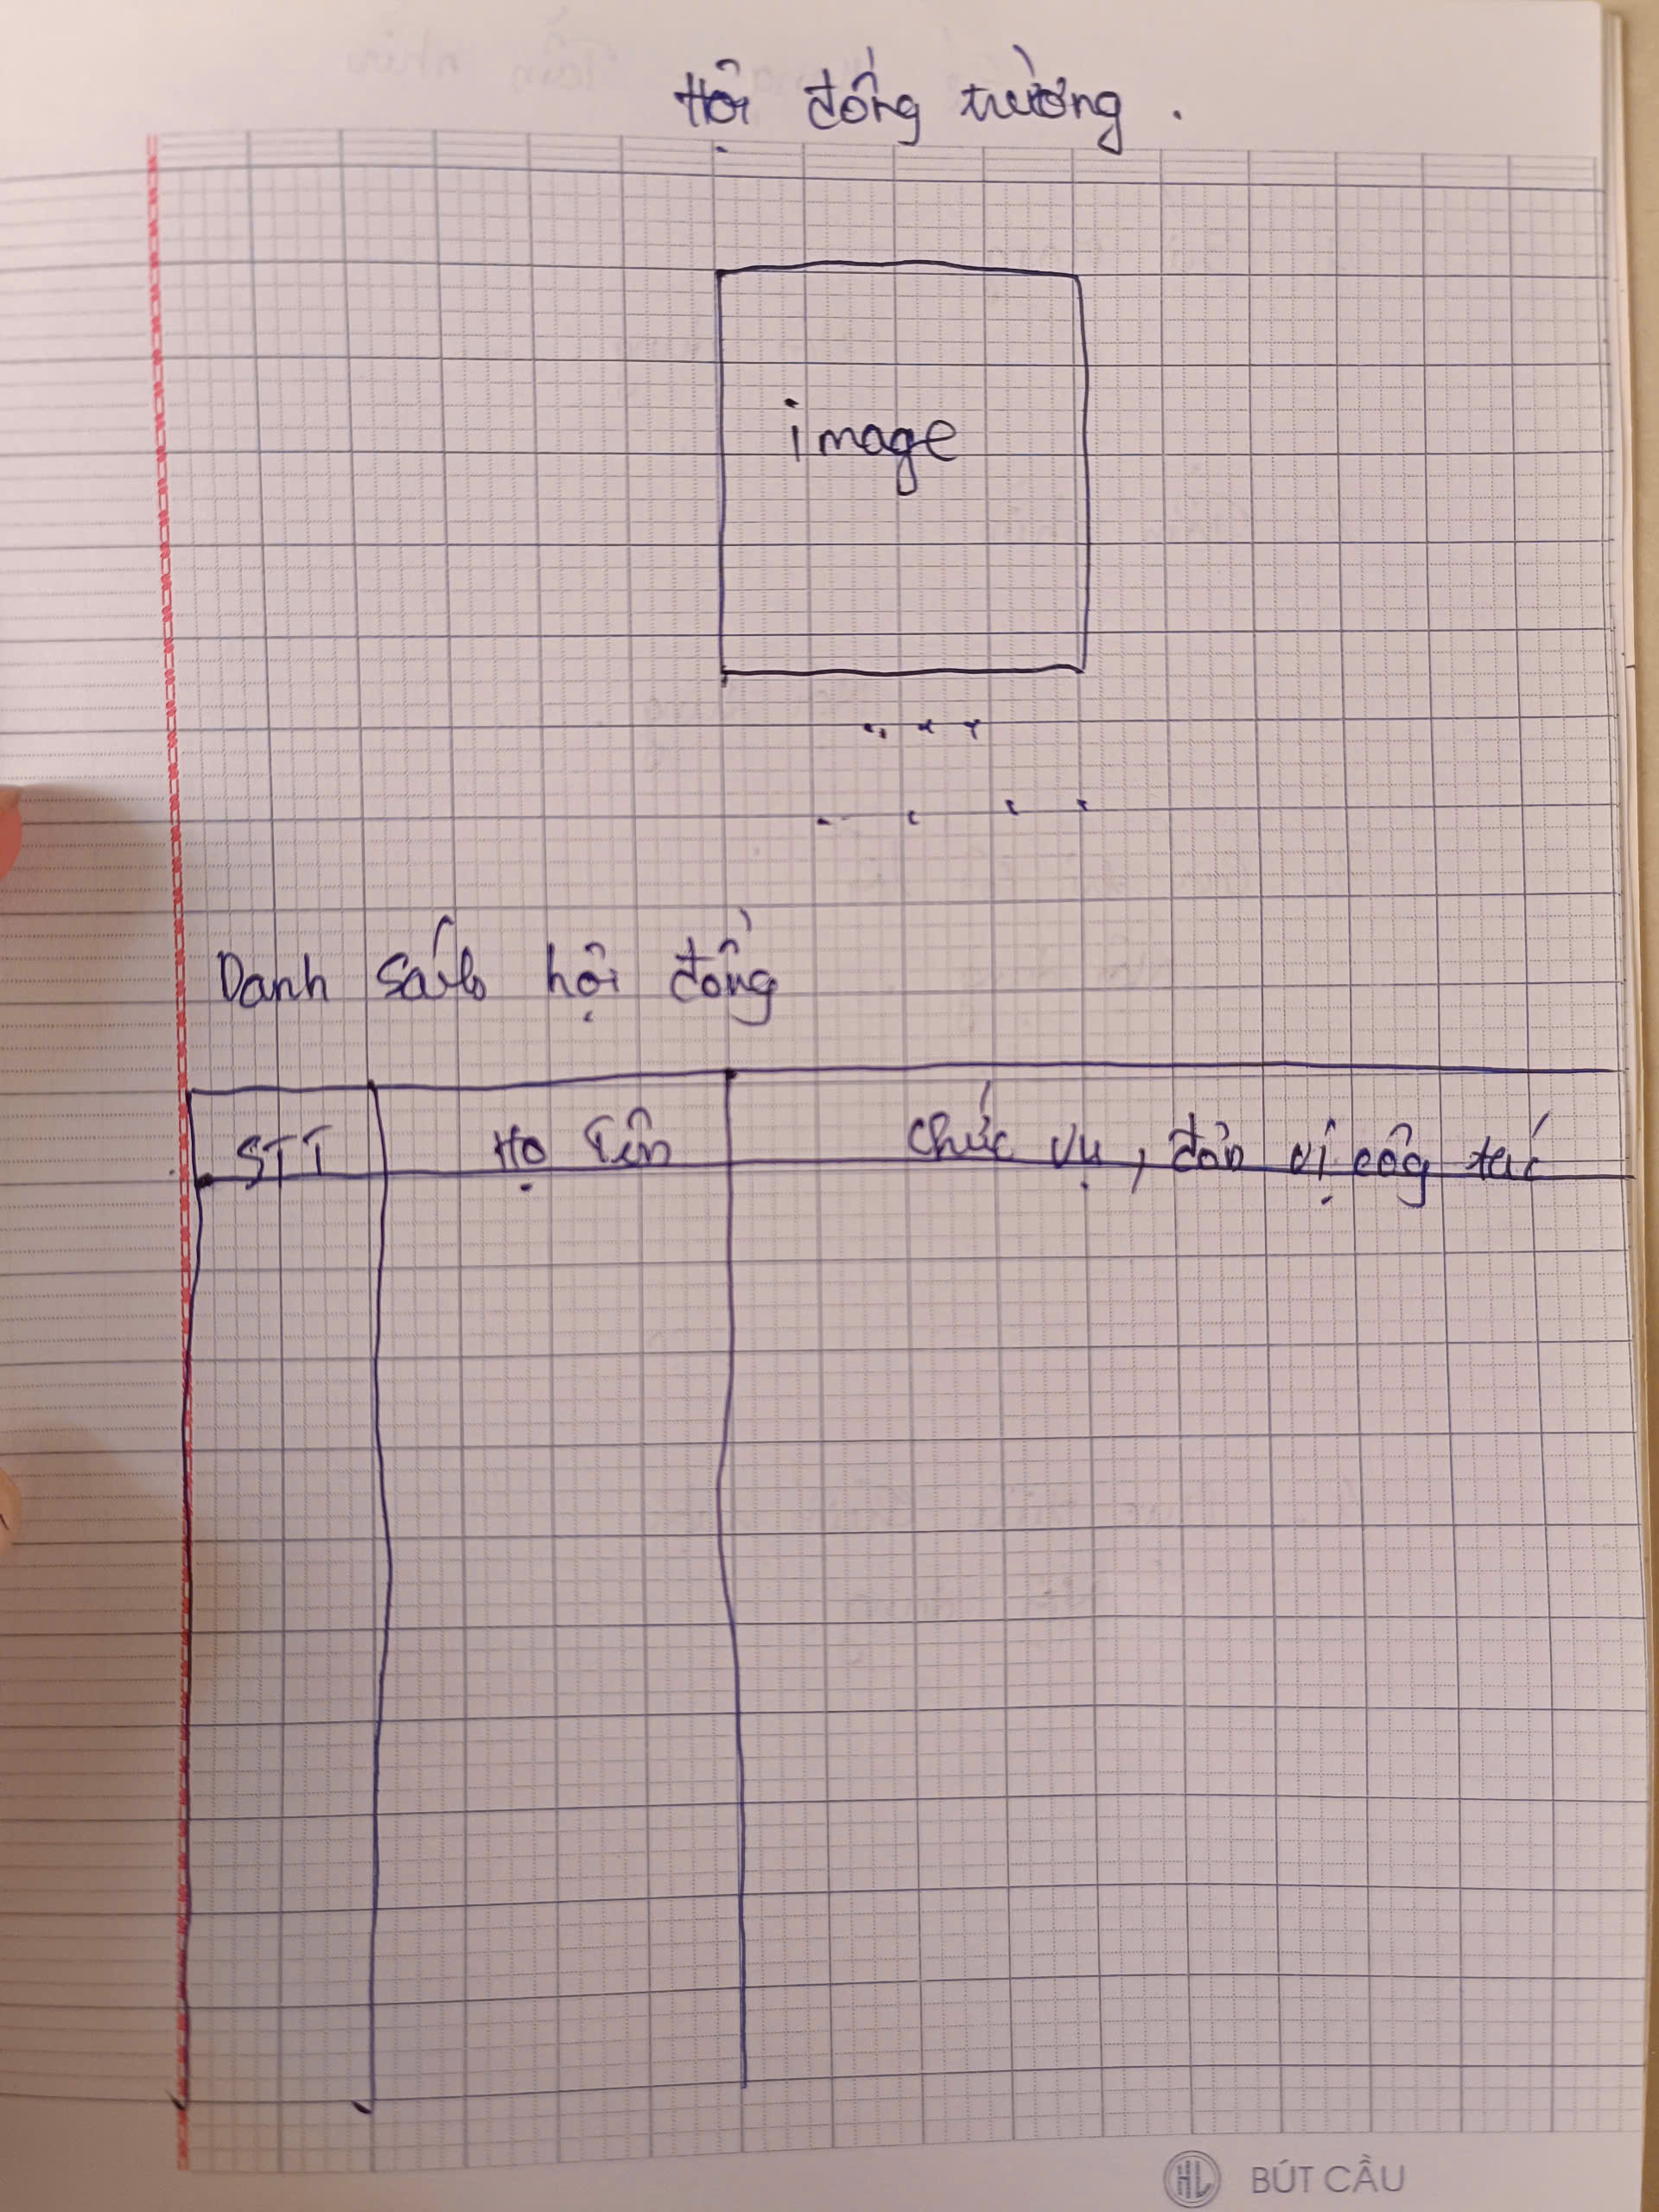 Hội đồng trường.
image
Danh sách hội đồng
STT Họ tên Chức vụ, đơn vị công tác
HL BÚT CẦU